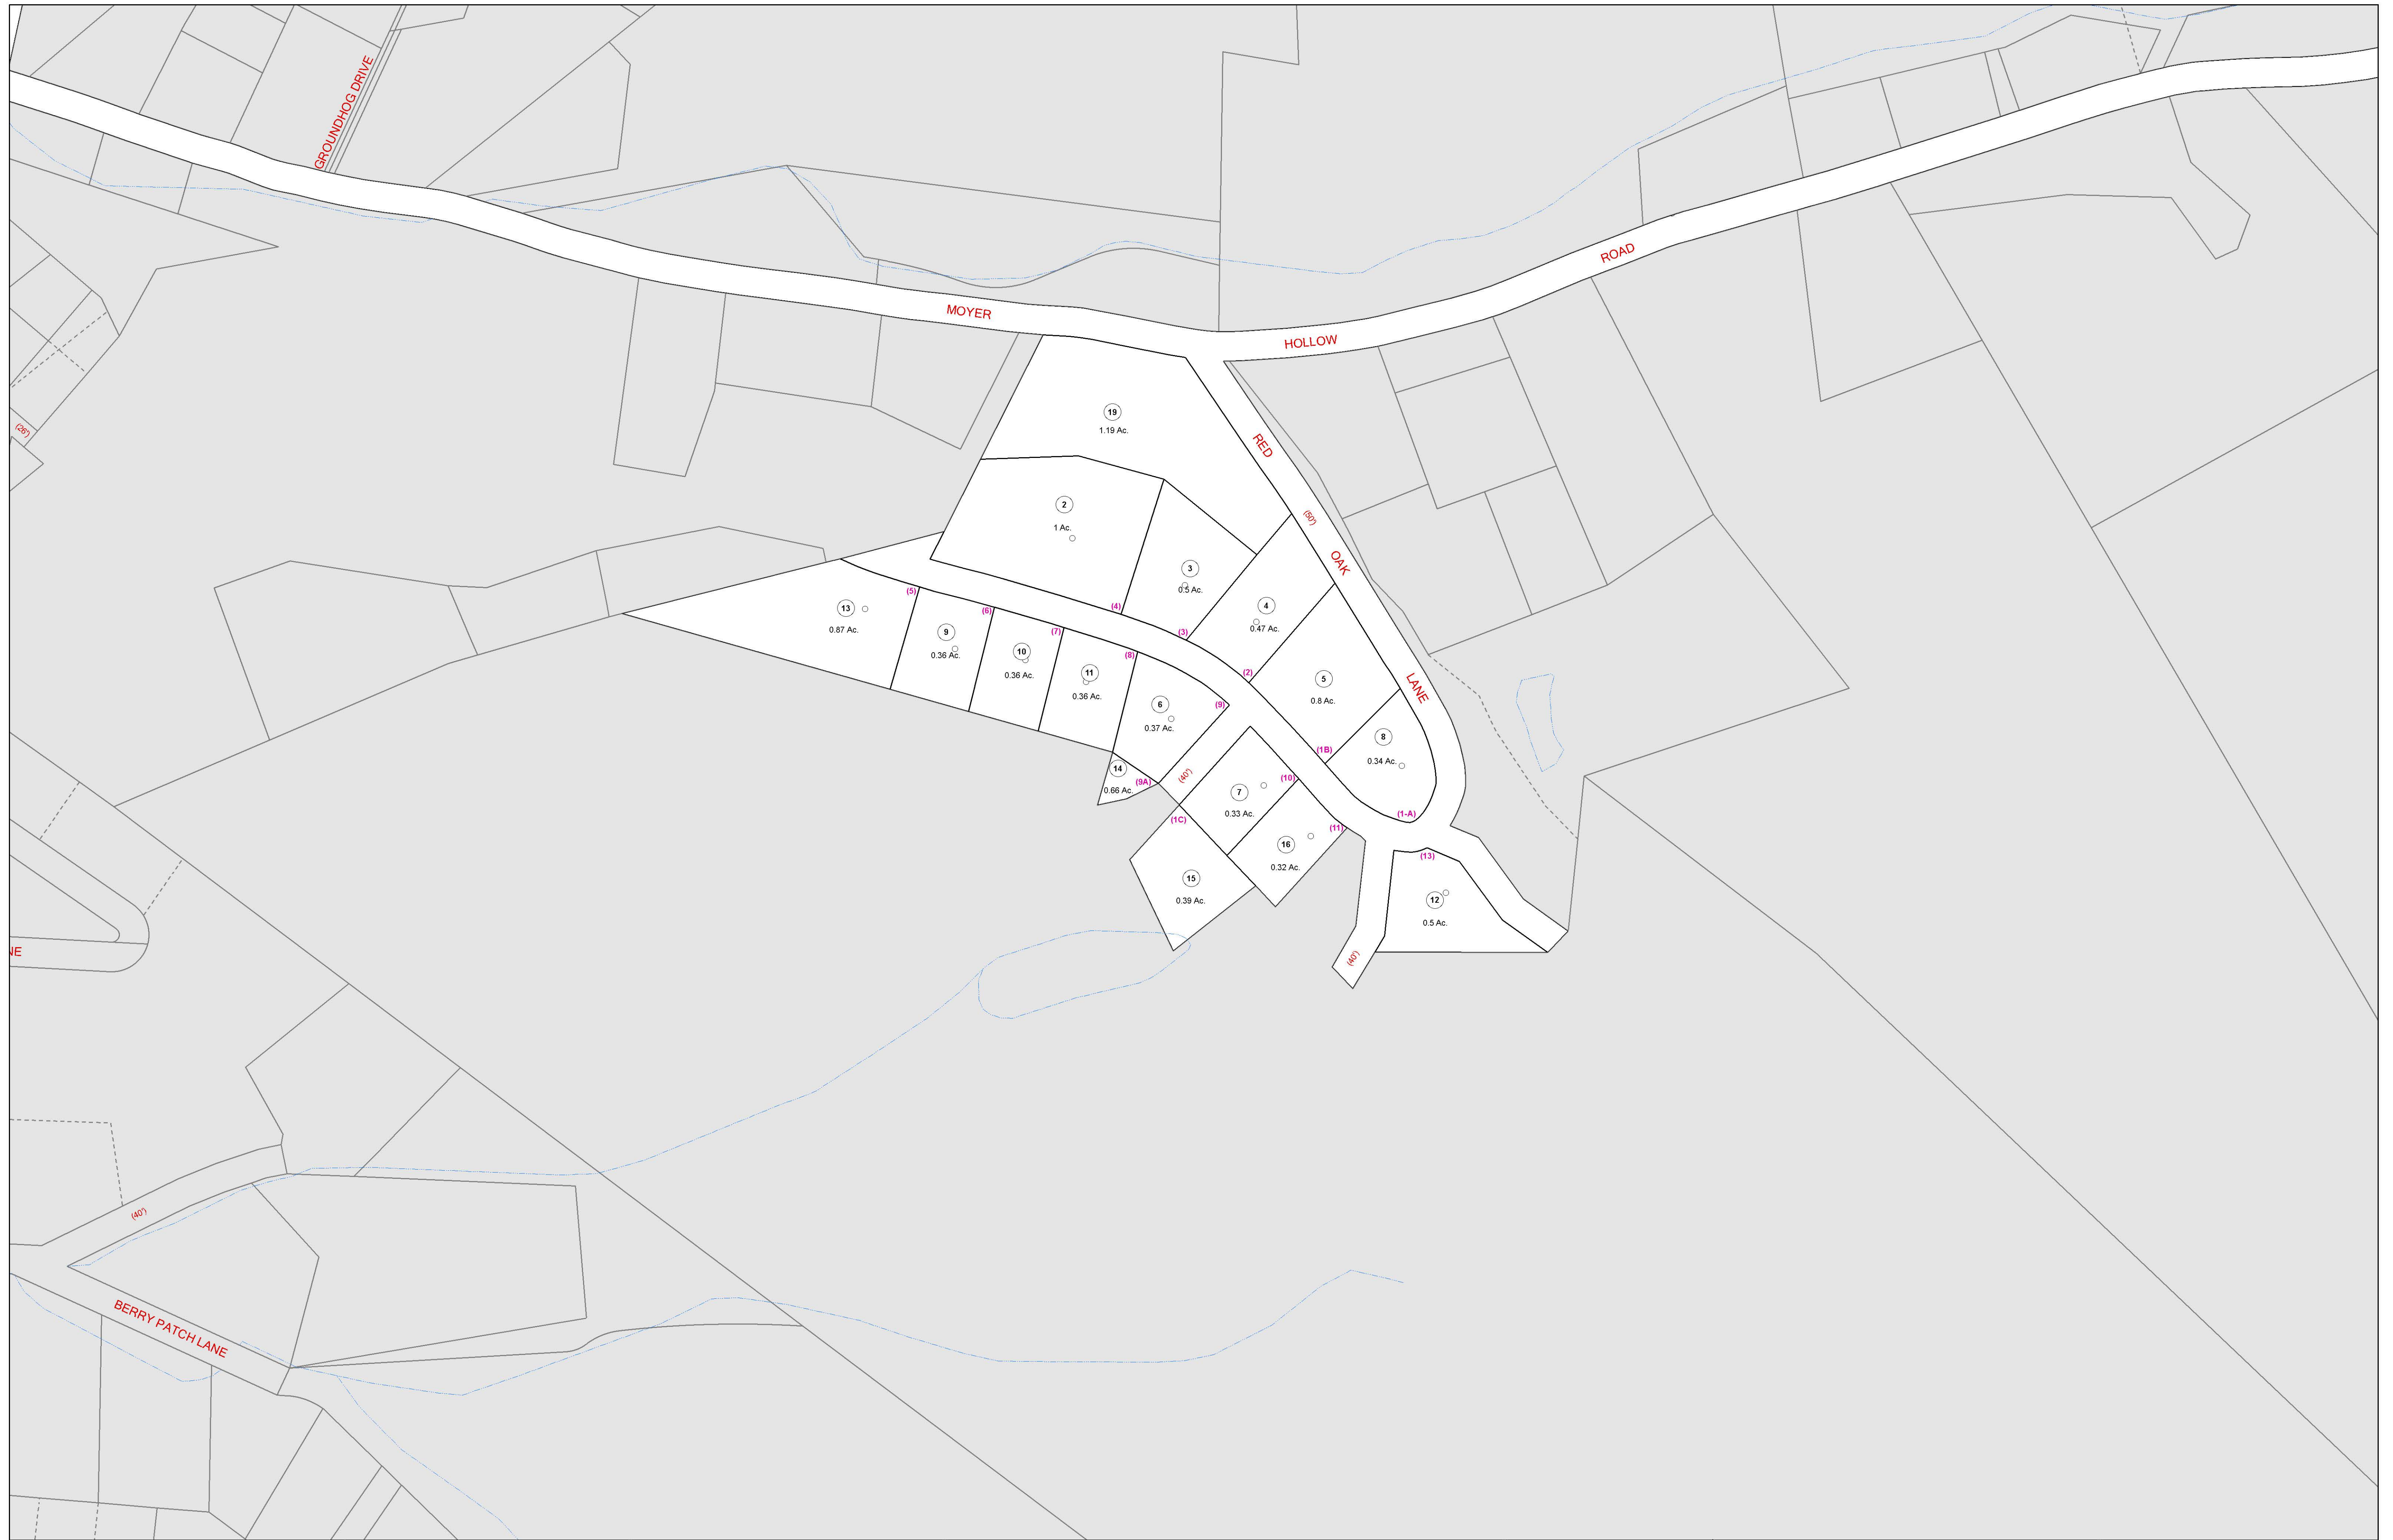 GROUNDHOG DRIVE
MOYER
HOLLOW
ROAD
RED
(50')
OAK
LANE
(26')
19
1.19 Ac.
2
1 Ac.
3
0.5 Ac.
(4)
(3)
4
0.47 Ac.
(2)
5
0.8 Ac.
(1B)
8
0.34 Ac.
(1-A)
13
0.87 Ac.
(5)
9
0.36 Ac.
(6)
10
0.36 Ac.
(7)
11
0.36 Ac.
(8)
6
0.37 Ac.
(9)
14
0.66 Ac.
(9A)
(40')
7
0.33 Ac.
(10)
(1C)
15
0.39 Ac.
16
0.32 Ac.
(11)
(13)
12
0.5 Ac.
(40')
NE
(40')
BERRY PATCH LANE